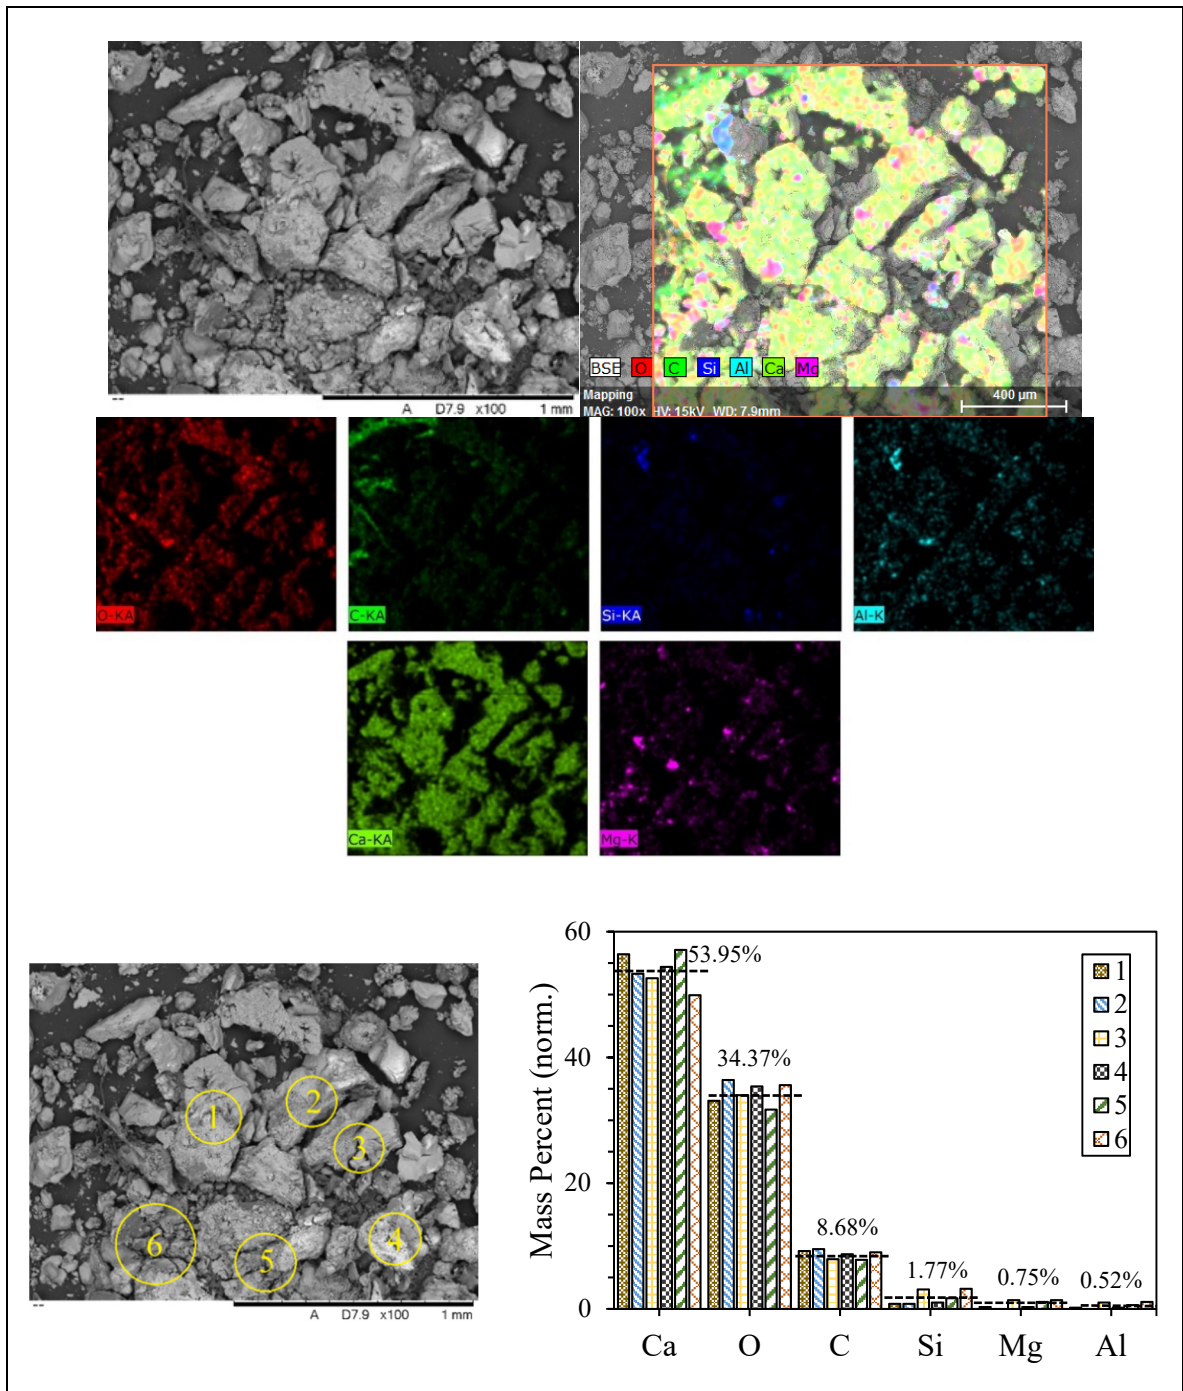 A D7.9 x100 1 mm
BSE O C Si Al Ca Mg
Mapping
MAG: 100x HV: 15kV WD: 7.9mm
400 µm
O-KA
C-KA
Si-KA
Al-K
Ca-KA
Mg-K
1
2
3
4
5
6
A D7.9 x100 1 mm
Mass Percent (norm.)
60
40
20
0
53.95%
34.37%
8.68%
1.77%
0.75%
0.52%
1
2
3
4
5
6
Ca O C Si Mg Al